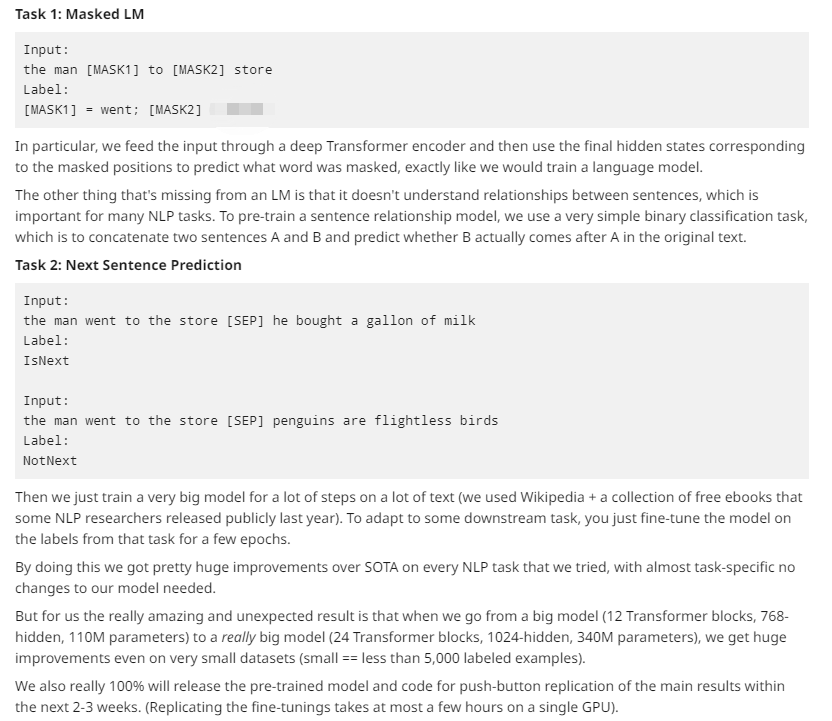 Task 1: Masked LM
Input:
the man [MASK1] to [MASK2] store
Label:
[MASK1] = went; [MASK2]
In particular, we feed the input through a deep Transformer encoder and then use the final hidden states corresponding
to the masked positions to predict what word was masked, exactly like we would train a language model.
The other thing that's missing from an LM is that it doesn't understand relationships between sentences, which is
important for many NLP tasks. To pre-train a sentence relationship model, we use a very simple binary classification task,
which is to concatenate two sentences A and B and predict whether B actually comes after A in the original text.
Task 2: Next Sentence Prediction
Input:
the man went to the store [SEP] he bought a gallon of milk
Label:
IsNext
Input:
the man went to the store [SEP] penguins are flightless birds
Label:
NotNext
Then we just train a very big model for a lot of steps on a lot of text (we used Wikipedia + a collection of free ebooks that
some NLP researchers released publicly last year). To adapt to some downstream task, you just fine-tune the model on
the labels from that task for a few epochs.
By doing this we got pretty huge improvements over SOTA on every NLP task that we tried, with almost task-specific no
changes to our model needed.
But for us the really amazing and unexpected result is that when we go from a big model (12 Transformer blocks, 768-
hidden, 110M parameters) to a really big model (24 Transformer blocks, 1024-hidden, 340M parameters), we get huge
improvements even on very small datasets (small == less than 5,000 labeled examples).
We also really 100% will release the pre-trained model and code for push-button replication of the main results within
the next 2-3 weeks. (Replicating the fine-tunings takes at most a few hours on a single GPU).